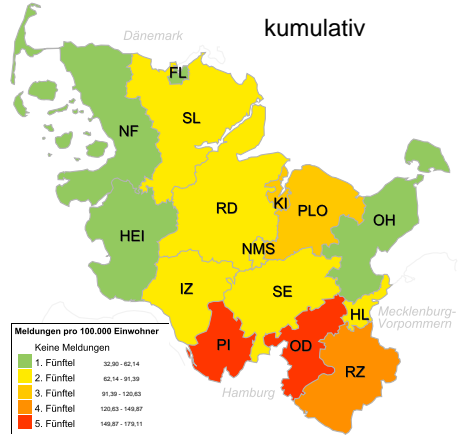 kumulativ
Dänemark
FL
SL
NF
RD
KI
PLO
OH
HEI
NMS
IZ
SE
HL
Mecklenburg-
Vorpommern
PI
OD
RZ
Hamburg
Meldungen pro 100.000 Einwohner
Keine Meldungen
1. Fünftel 32,90 - 62,14
2. Fünftel 62,14 - 91,39
3. Fünftel 91,39 - 120,63
4. Fünftel 120,63 - 149,87
5. Fünftel 149,87 - 179,11